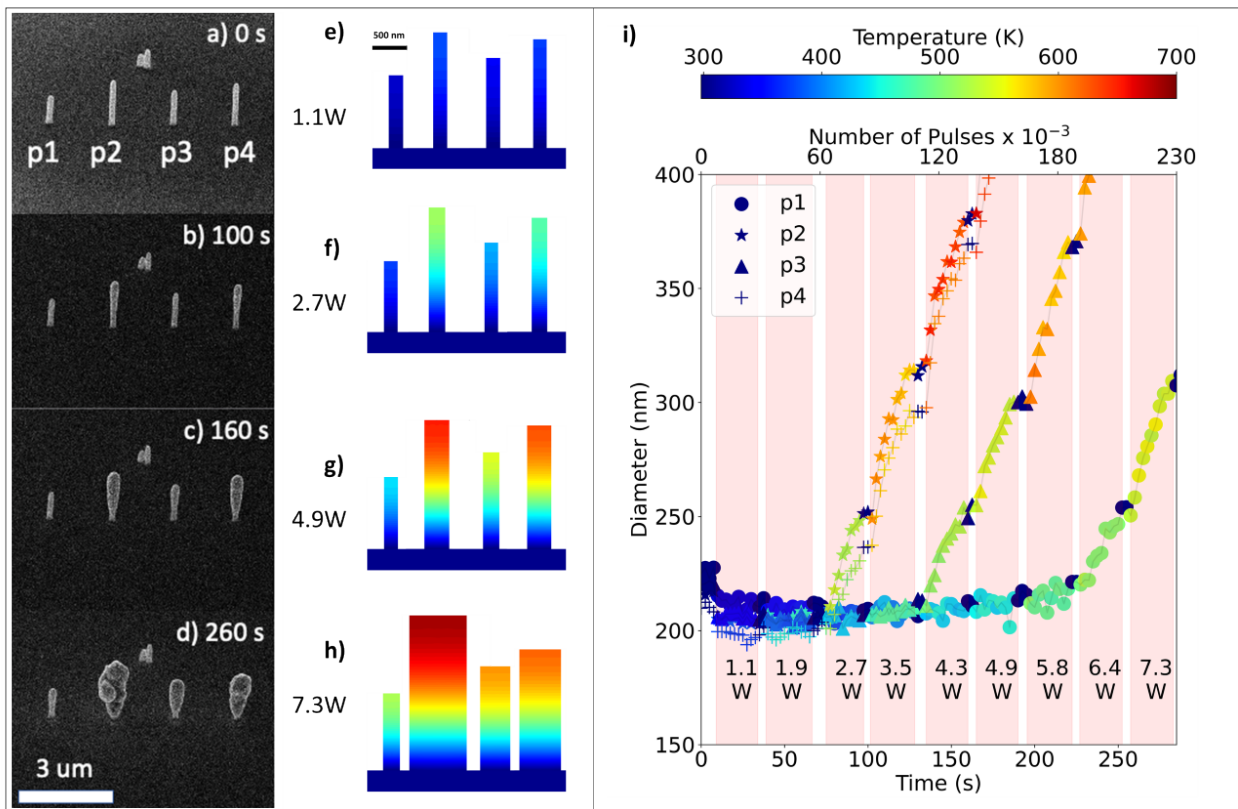 a) 0 s
p1 p2 p3 p4
b) 100 s
c) 160 s
d) 260 s
3 um
e)
500 nm
1.1W
f)
2.7W
g)
4.9W
h)
7.3W
i)
Temperature (K)
300 400 500 600 700
Number of Pulses x 10⁻³
0 60 120 180 230
400
350
300
250
200
150
Diameter (nm)
p1
p2
p3
p4
1.1 1.9 2.7 3.5 4.3 4.9 5.8 6.4 7.3
W W W W W W W W W
0 50 100 150 200 250
Time (s)